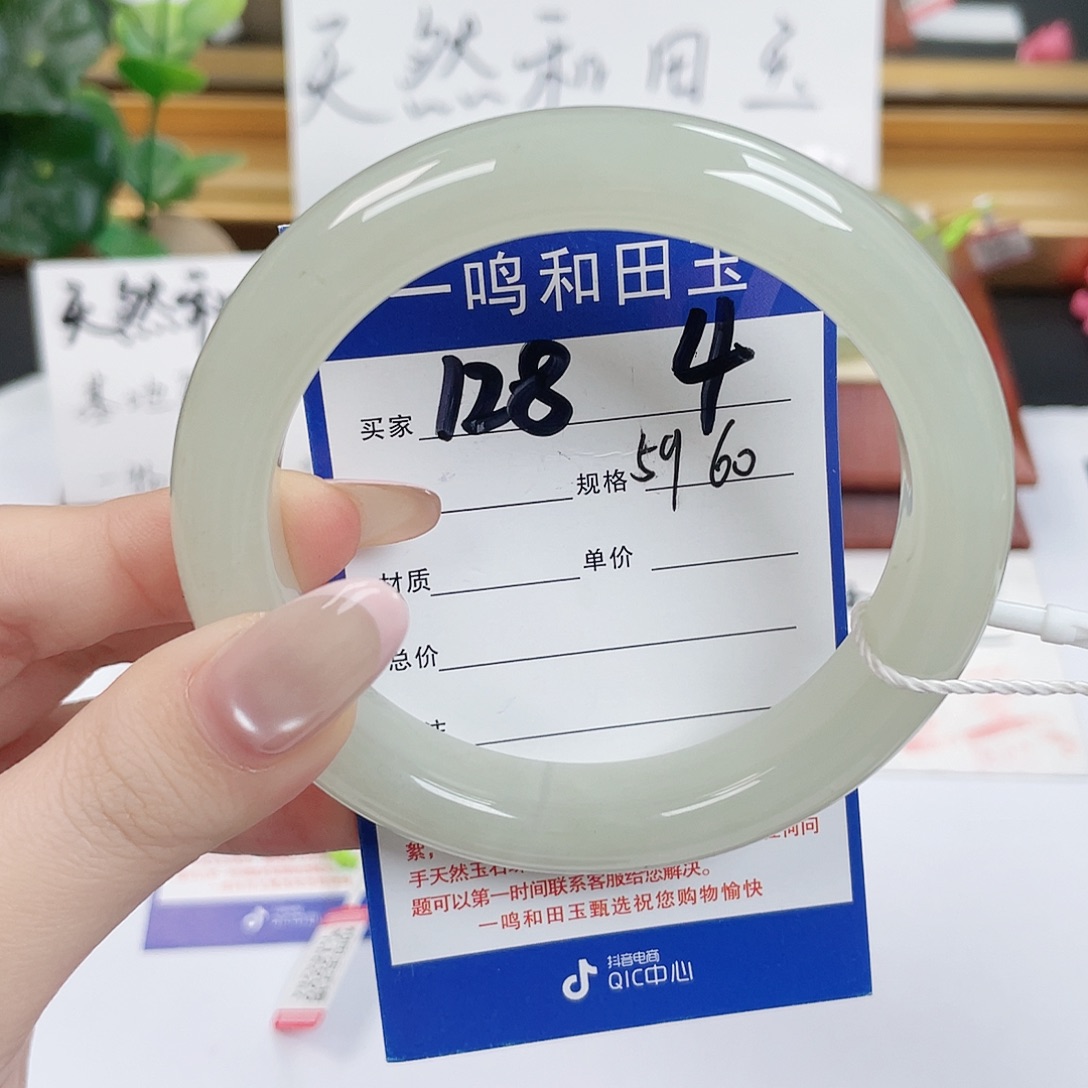 天然和田玉
天然和
一鸣和田玉
买家 128 4
规格 59 60
材质 单价
总价
絮，
手天然玉石
题可以第一时间联系客服给您解决。
一鸣和田玉甄选祝您购物愉快
抖音电商
QIC中心